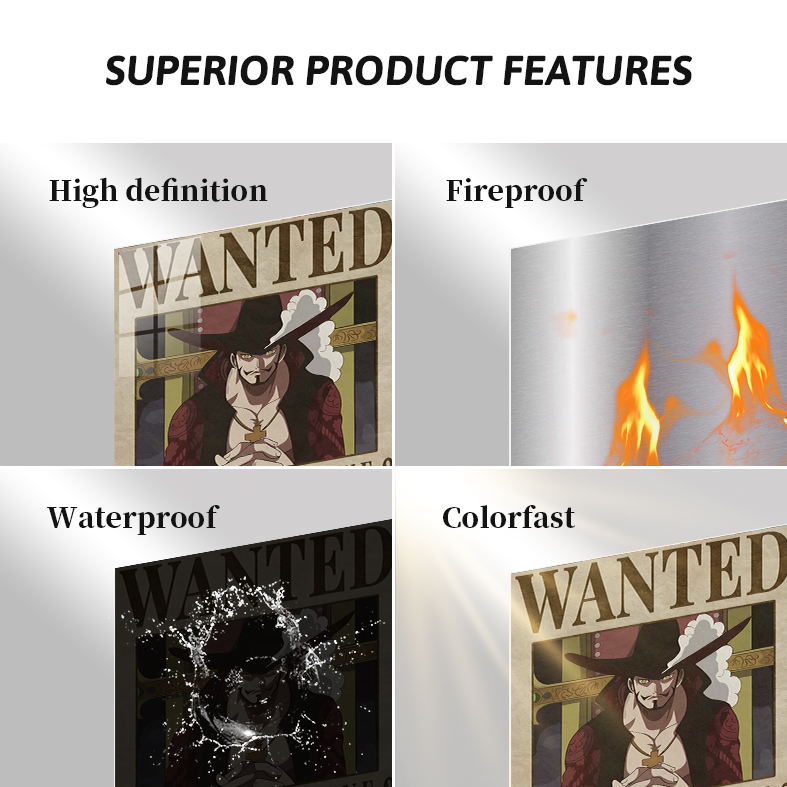 SUPERIOR PRODUCT FEATURES
High definition
Fireproof
WANTED
Waterproof
Colorfast
WANTED
WANTED